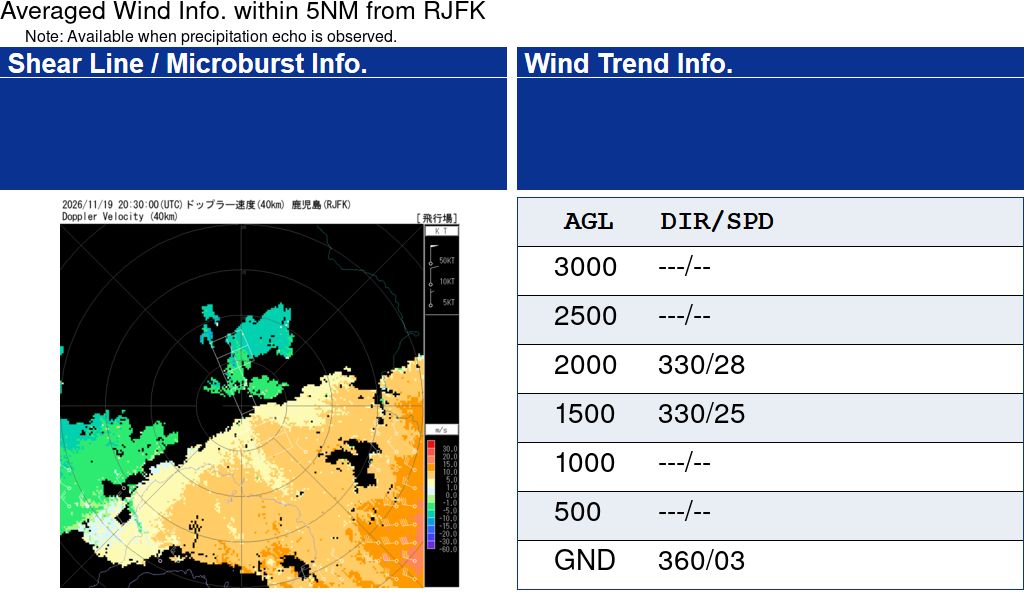 Averaged Wind Info. within 5NM from RJFK
Note: Available when precipitation echo is observed.
Shear Line / Microburst Info.
Wind Trend Info.
2026/11/19 20:30:00(UTC) ドップラー速度(40km) 鹿児島(RJFK)
Doppler Velocity (40km)
[飛行場]
KT
50KT
10KT
5KT
m/s
30.0
20.0
15.0
10.0
5.0
1.0
0.0
-1.0
-5.0
-10.0
-15.0
-20.0
-30.0
-60.0
AGL DIR/SPD
3000 ---/--
2500 ---/--
2000 330/28
1500 330/25
1000 ---/--
500 ---/--
GND 360/03